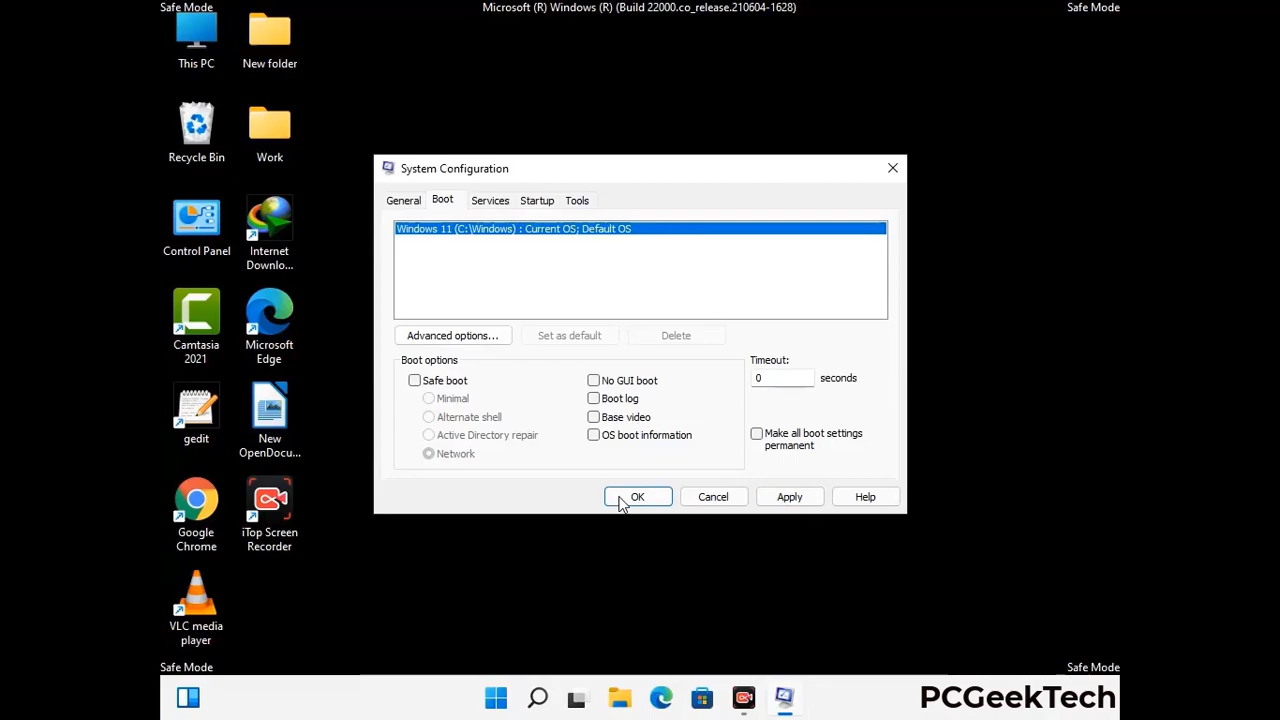 Safe Mode
Microsoft (R) Windows (R) (Build 22000.co_release.210604-1628)
Safe Mode
This PC
New folder
Recycle Bin
Work
Control Panel
Internet
Downlo...
Camtasia
2021
Microsoft
Edge
gedit
New
OpenDocu...
Google
Chrome
iTop Screen
Recorder
VLC media
player
System Configuration
General
Boot
Services
Startup
Tools
Windows 11 (C:\Windows) : Current OS; Default OS
Advanced options...
Set as default
Delete
Boot options
Safe boot
Minimal
Alternate shell
Active Directory repair
Network
No GUI boot
Boot log
Base video
OS boot information
Timeout:
0 seconds
Make all boot settings
permanent
OK
Cancel
Apply
Help
Safe Mode
Safe Mode
PCGeekTech